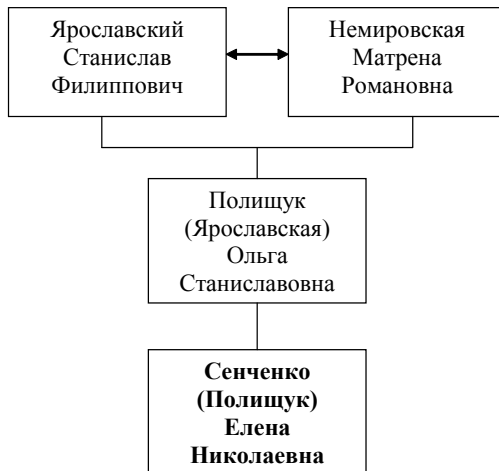 Ярославский
Станислав
Филиппович
Немировская
Матрена
Романовна
Полищук
(Ярославская)
Ольга
Станиславовна
Сенченко
(Полищук)
Елена
Николаевна